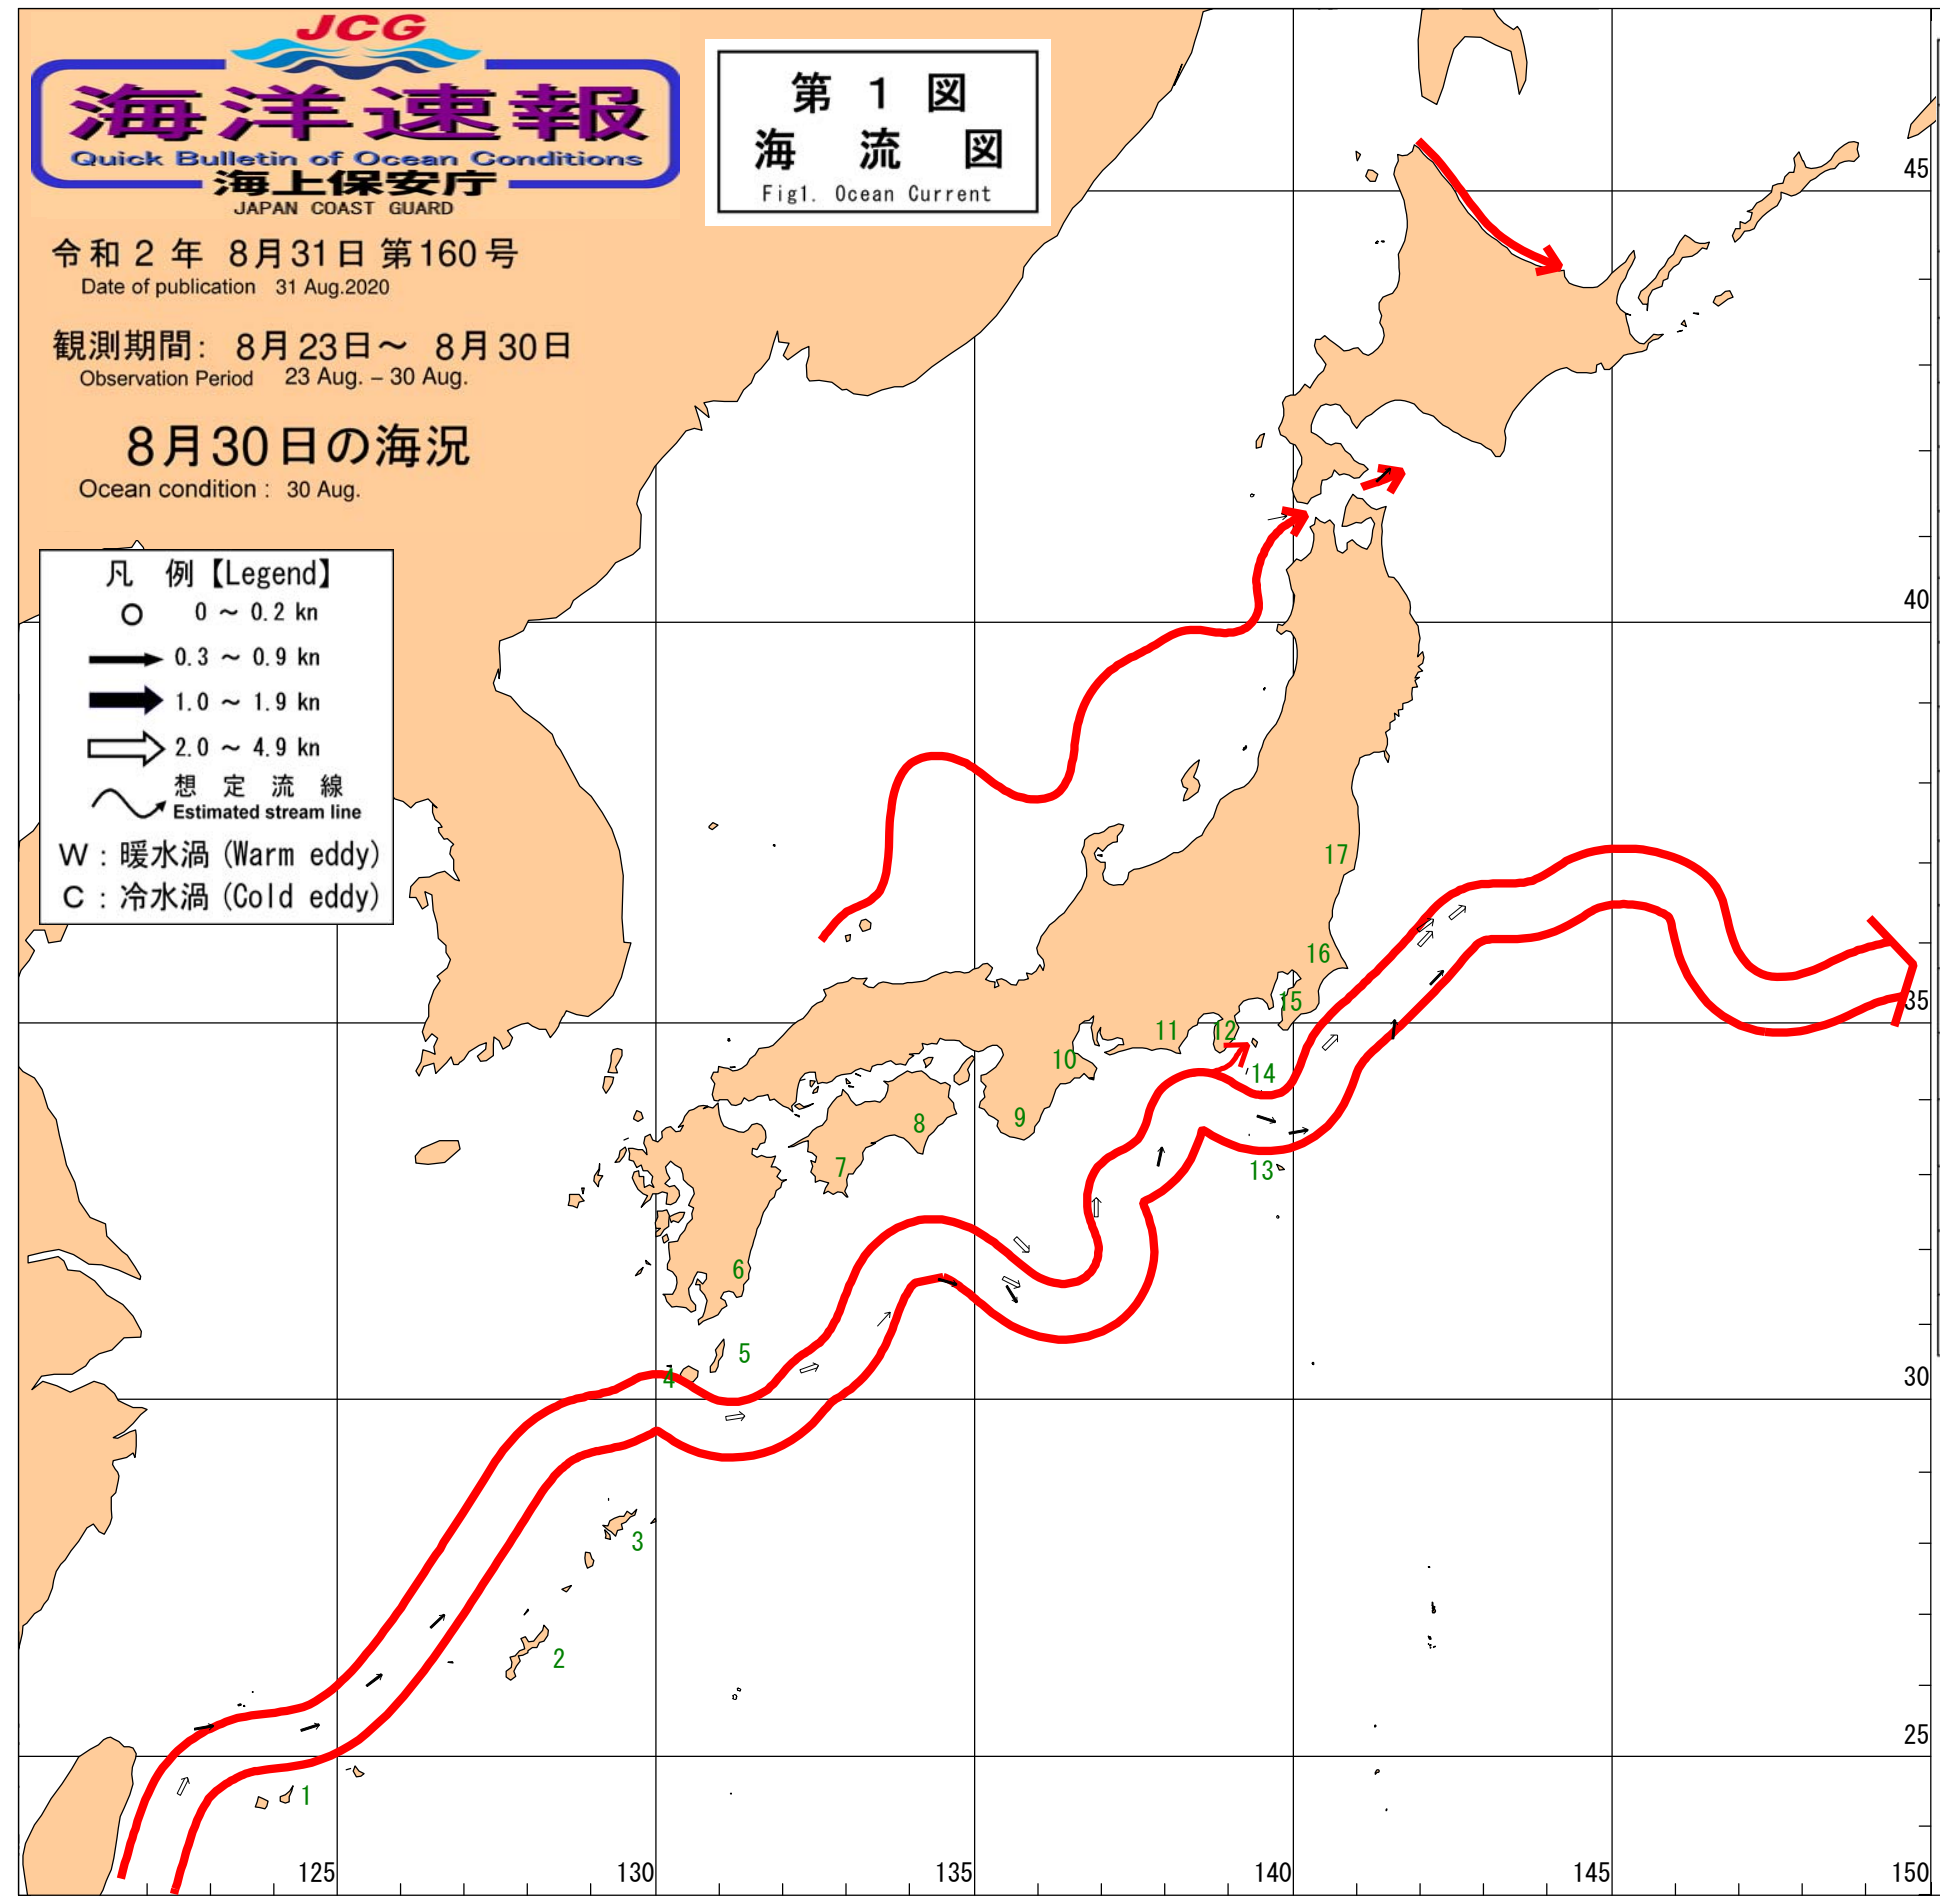 JCG
海洋速報
Quick Bulletin of Ocean Conditions
海上保安庁
JAPAN COAST GUARD
第 1 図
海 流 図
Fig1. Ocean Current
令和 2 年 8月31日 第160号
Date of publication 31 Aug.2020
観測期間: 8月23日～ 8月30日
Observation Period 23 Aug. – 30 Aug.
8月30日の海況
Ocean condition : 30 Aug.
凡 例【Legend】
0 ～ 0.2 kn
0.3 ～ 0.9 kn
1.0 ～ 1.9 kn
2.0 ～ 4.9 kn
想 定 流 線
Estimated stream line
W : 暖水渦 (Warm eddy)
C : 冷水渦 (Cold eddy)
45
40
35
30
25
17
16
15
14
13
12
11
10
9
8
7
6
5
4
3
2
1
125
130
135
140
145
150